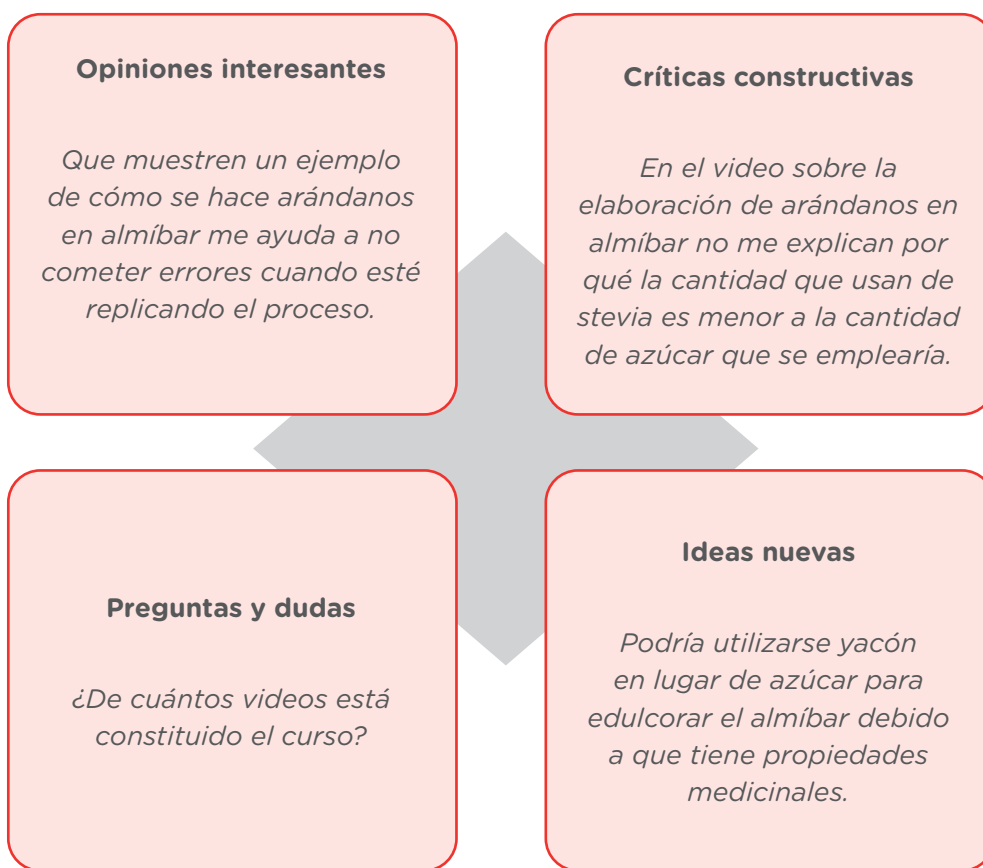 Opiniones interesantes
Que muestren un ejemplo
de cómo se hace arándanos
en almíbar me ayuda a no
cometer errores cuando esté
replicando el proceso.
Críticas constructivas
En el video sobre la
elaboración de arándanos en
almíbar no me explican por
qué la cantidad que usan de
stevia es menor a la cantidad
de azúcar que se emplearía.
Preguntas y dudas
¿De cuántos videos está
constituido el curso?
Ideas nuevas
Podría utilizarse yacón
en lugar de azúcar para
edulcorar el almíbar debido
a que tiene propiedades
medicinales.